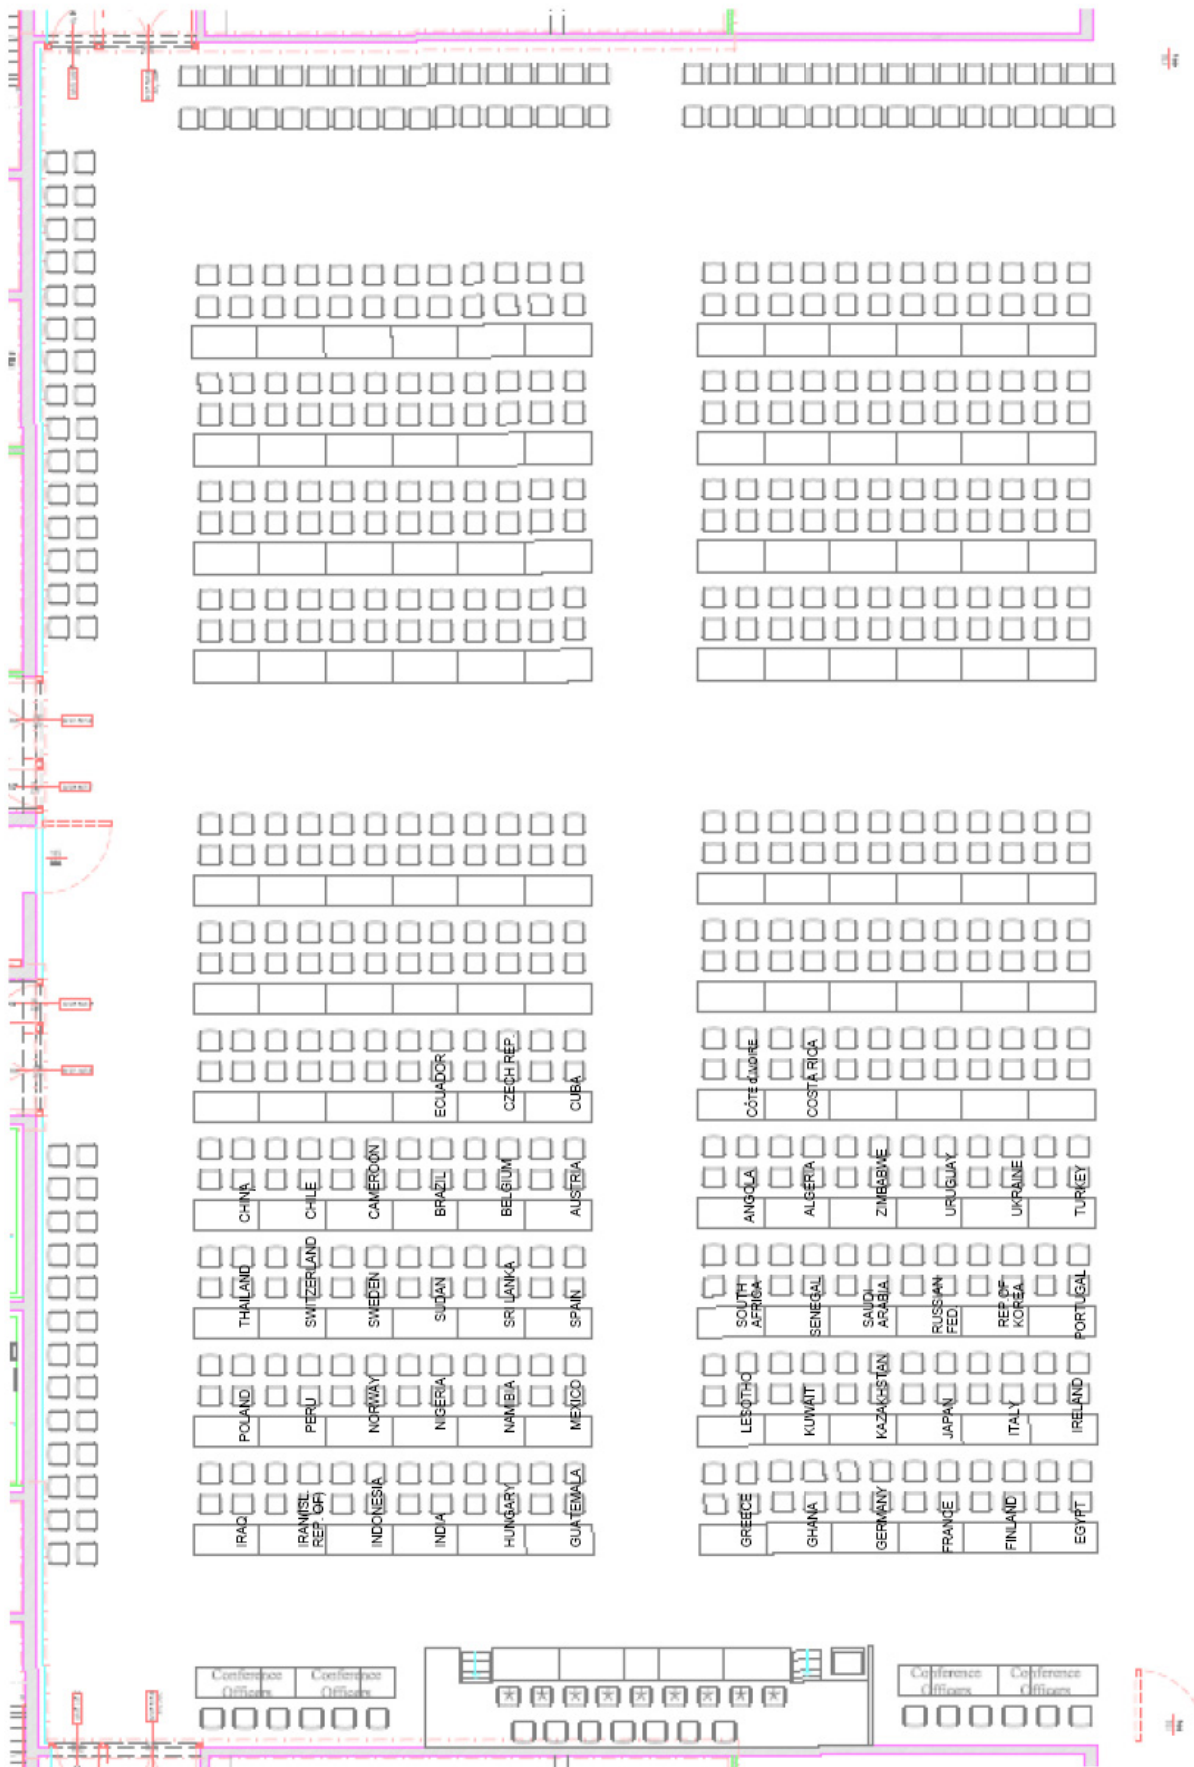 ECUADOR
CZECH REP.
CUBA
CÔTE d'IVOIRE
COSTA RICA
CHINA
CHILE
CAMEROON
BRAZIL
BELGIUM
AUSTRIA
ANGOLA
ALGERIA
ZIMBABWE
URUGUAY
UKRAINE
TURKEY
THAILAND
SWITZERLAND
SWEDEN
SUDAN
SRI LANKA
SPAIN
SOUTH
AFRICA
SENEGAL
SAUDI
ARABIA
RUSSIAN
FED.
REP. OF
KOREA
PORTUGAL
POLAND
PERU
NORWAY
NIGERIA
NAMIBIA
MEXICO
LESOTHO
KUWAIT
KAZAKHSTAN
JAPAN
ITALY
IRELAND
IRAQ
IRAN(ISL.
REP. OF)
INDONESIA
INDIA
HUNGARY
GUATEMALA
GREECE
GHANA
GERMANY
FRANCE
FINLAND
EGYPT
Conference
Officers
Conference
Officers
Conference
Officers
Conference
Officers